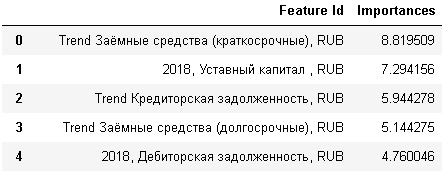 Feature Id Importances
0 Trend Заёмные средства (краткосрочные), RUB 8.819509
1 2018, Уставный капитал , RUB 7.294156
2 Trend Кредиторская задолженность, RUB 5.944278
3 Trend Заёмные средства (долгосрочные), RUB 5.144275
4 2018, Дебиторская задолженность, RUB 4.760046